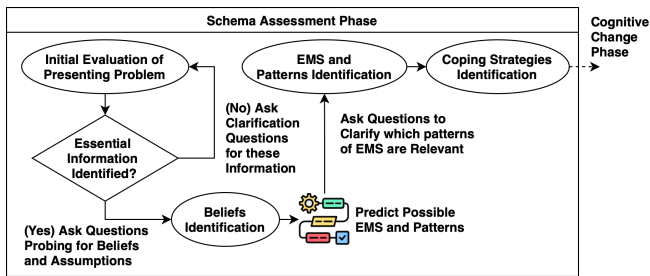 Schema Assessment Phase
Cognitive
Change
Phase
Initial Evaluation of
Presenting Problem
EMS and
Patterns Identification
Coping Strategies
Identification
(No) Ask
Clarification
Questions
for these
Information
Ask Questions to
Clarify which patterns
of EMS are Relevant
Essential
Information
Identified?
(Yes) Ask Questions
Probing for Beliefs
and Assumptions
Beliefs
Identification
Predict Possible
EMS and Patterns